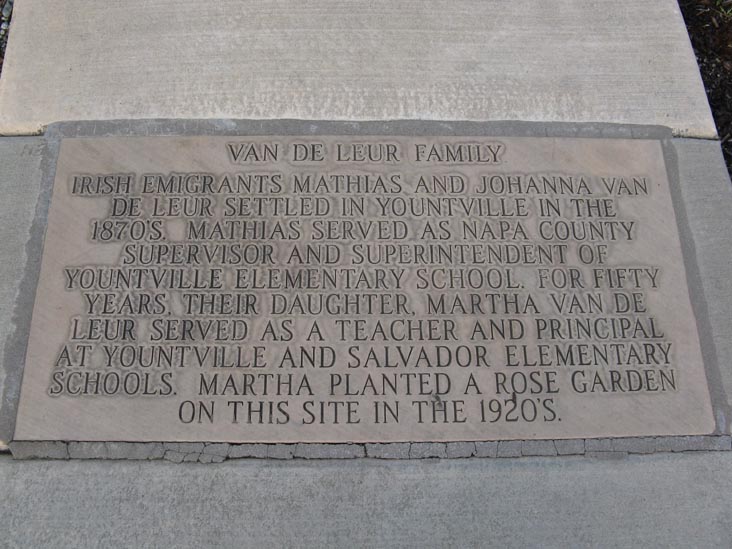 VAN DE LEUR FAMILY
IRISH EMIGRANTS MATHIAS AND JOHANNA VAN
DE LEUR SETTLED IN YOUNTVILLE IN THE
1870'S. MATHIAS SERVED AS NAPA COUNTY
SUPERVISOR AND SUPERINTENDENT OF
YOUNTVILLE ELEMENTARY SCHOOL. FOR FIFTY
YEARS, THEIR DAUGHTER, MARTHA VAN DE
LEUR SERVED AS A TEACHER AND PRINCIPAL
AT YOUNTVILLE AND SALVADOR ELEMENTARY
SCHOOLS. MARTHA PLANTED A ROSE GARDEN
ON THIS SITE IN THE 1920'S.